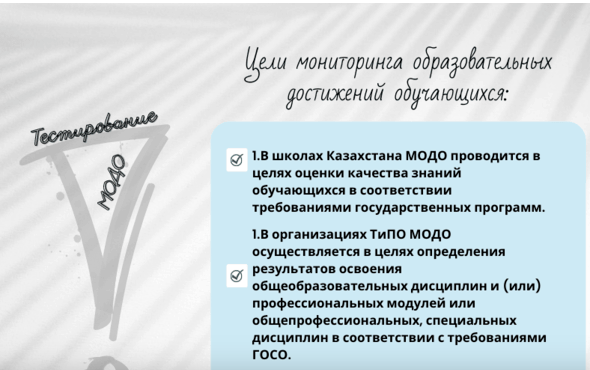 Цели мониторинга образовательных
достижений обучающихся:
Тестирование
МОДО
1.В школах Казахстана МОДО проводится в
целях оценки качества знаний
обучающихся в соответствии
требованиями государственных программ.
1.В организациях ТиПО МОДО
осуществляется в целях определения
результатов освоения
общеобразовательных дисциплин и (или)
профессиональных модулей или
общепрофессиональных, специальных
дисциплин в соответствии с требованиями
ГОСО.